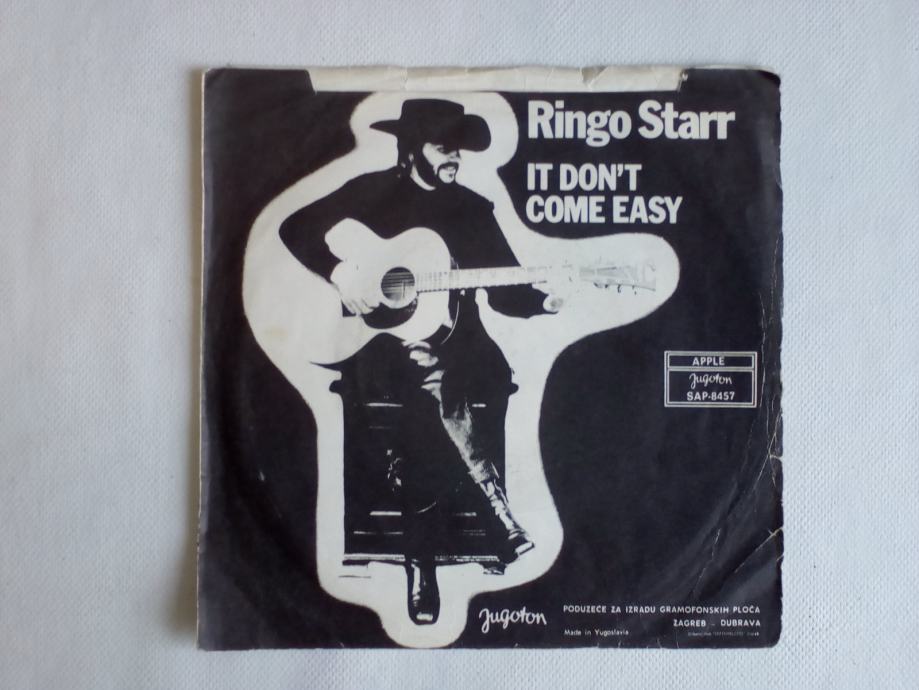 Ringo Starr
IT DON'T
COME EASY
APPLE
Jugoton
SAP-8457
Jugoton
PODUZEĆE ZA IZRADU GRAMOFONSKIH PLOČA
ZAGREB - DUBRAVA
Made in Yugoslavia